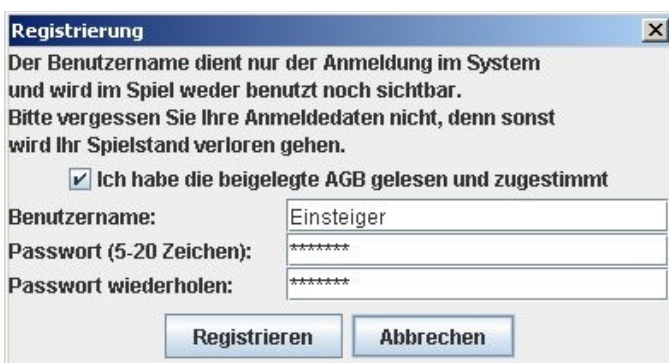 Registrierung
Der Benutzername dient nur der Anmeldung im System
und wird im Spiel weder benutzt noch sichtbar.
Bitte vergessen Sie Ihre Anmeldedaten nicht, denn sonst
wird Ihr Spielstand verloren gehen.
Ich habe die beigelegte AGB gelesen und zugestimmt
Benutzername: Einsteiger
Passwort (5-20 Zeichen): *******
Passwort wiederholen: *******
Registrieren Abbrechen